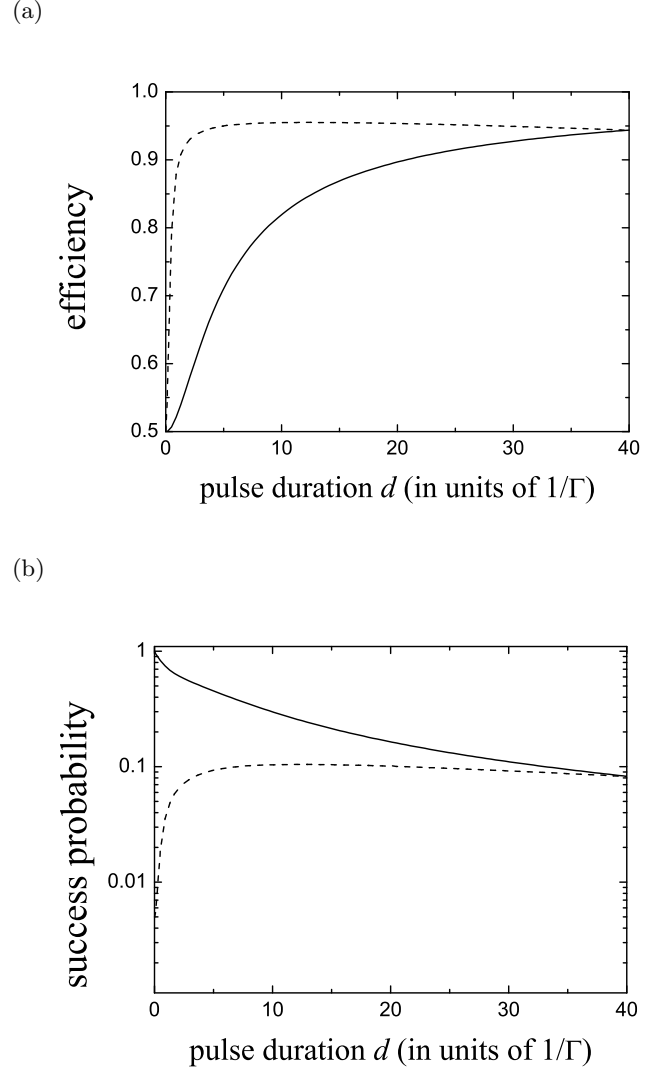 (a)
1.0
0.9
0.8
0.7
0.6
0.5
efficiency
0 10 20 30 40
pulse duration d (in units of 1/Γ)
(b)
1
0.1
0.01
success probability
0 10 20 30 40
pulse duration d (in units of 1/Γ)